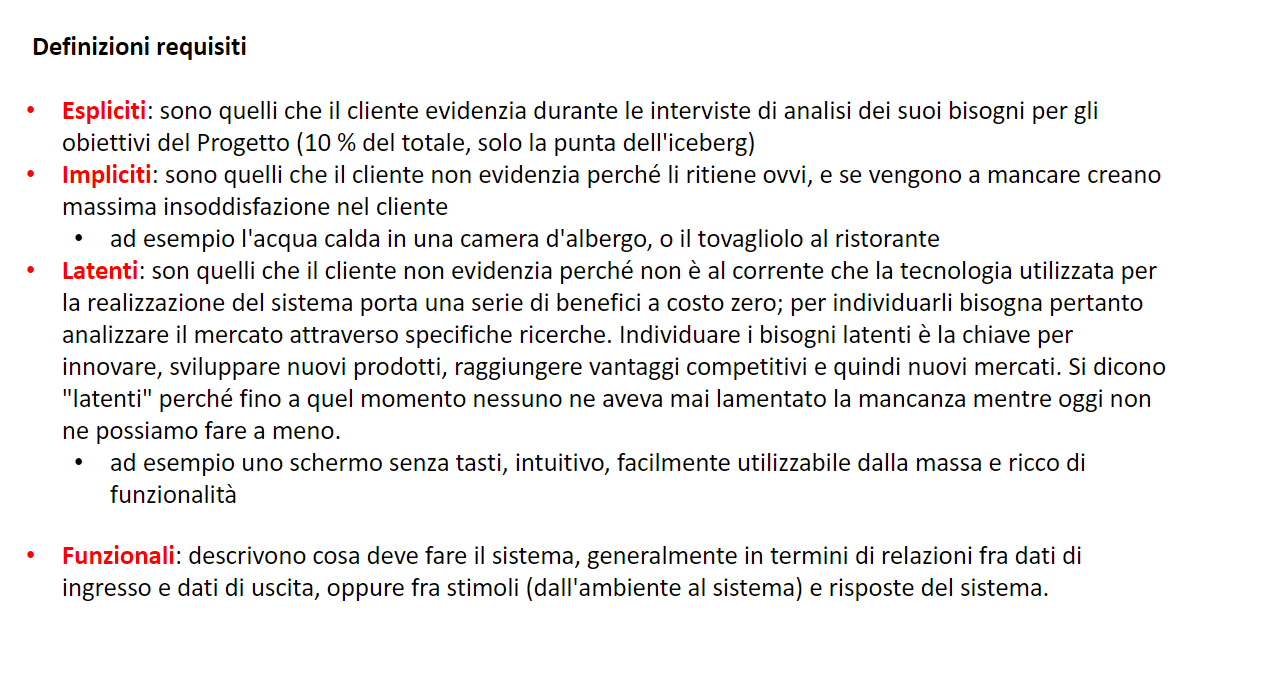 Definizioni requisiti
• Espliciti: sono quelli che il cliente evidenzia durante le interviste di analisi dei suoi bisogni per gli
obiettivi del Progetto (10 % del totale, solo la punta dell'iceberg)
• Impliciti: sono quelli che il cliente non evidenzia perché li ritiene ovvi, e se vengono a mancare creano
massima insoddisfazione nel cliente
• ad esempio l'acqua calda in una camera d'albergo, o il tovagliolo al ristorante
• Latenti: son quelli che il cliente non evidenzia perché non è al corrente che la tecnologia utilizzata per
la realizzazione del sistema porta una serie di benefici a costo zero; per individuarli bisogna pertanto
analizzare il mercato attraverso specifiche ricerche. Individuare i bisogni latenti è la chiave per
innovare, sviluppare nuovi prodotti, raggiungere vantaggi competitivi e quindi nuovi mercati. Si dicono
"latenti" perché fino a quel momento nessuno ne aveva mai lamentato la mancanza mentre oggi non
ne possiamo fare a meno.
• ad esempio uno schermo senza tasti, intuitivo, facilmente utilizzabile dalla massa e ricco di
funzionalità
• Funzionali: descrivono cosa deve fare il sistema, generalmente in termini di relazioni fra dati di
ingresso e dati di uscita, oppure fra stimoli (dall'ambiente al sistema) e risposte del sistema.